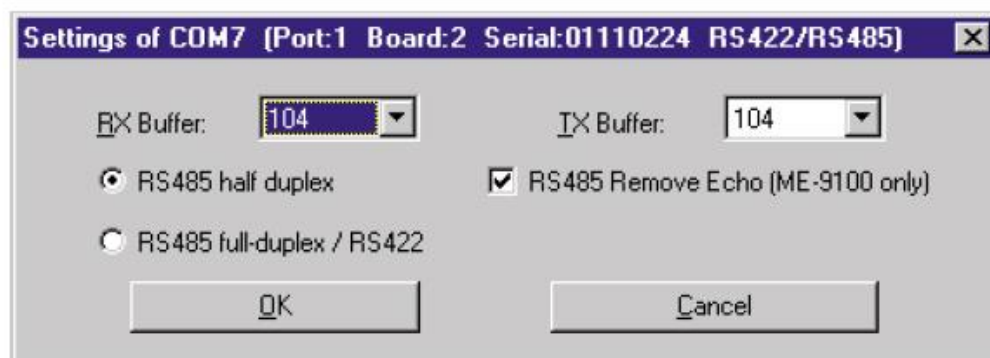 Settings of COM7 (Port:1 Board:2 Serial:01110224 RS422/RS485)
RX Buffer: 104 TX Buffer: 104
RS485 half duplex RS485 Remove Echo (ME-9100 only)
RS485 full-duplex / RS422
OK Cancel